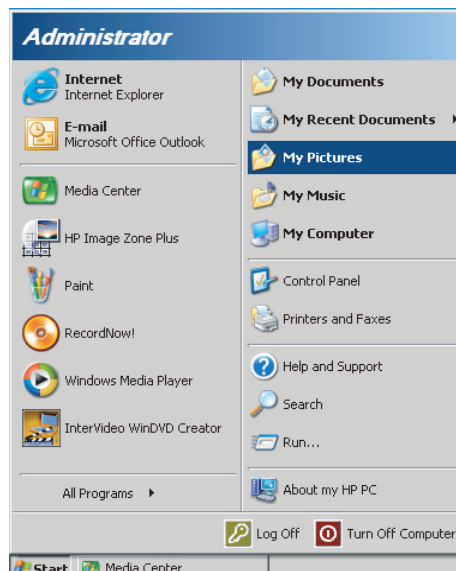 Administrator
Internet
Internet Explorer
E-mail
Microsoft Office Outlook
Media Center
HP Image Zone Plus
Paint
RecordNow!
Windows Media Player
InterVideo WinDVD Creator
All Programs
My Documents
My Recent Documents
My Pictures
My Music
My Computer
Control Panel
Printers and Faxes
Help and Support
Search
Run...
About my HP PC
Log Off
Turn Off Computer
Start
Media Center